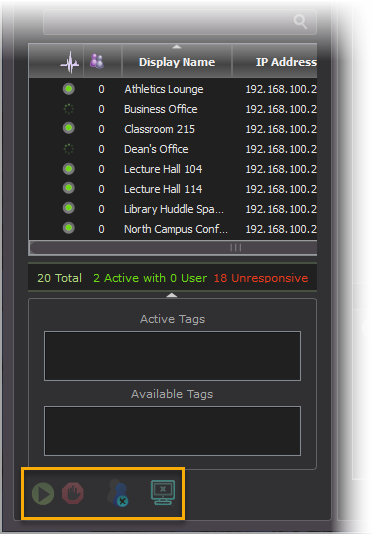 Display Name IP Address
0 Athletics Lounge 192.168.100.2
0 Business Office 192.168.100.2
0 Classroom 215 192.168.100.2
0 Dean's Office 192.168.100.2
0 Lecture Hall 104 192.168.100.2
0 Lecture Hall 114 192.168.100.2
0 Library Huddle Spa... 192.168.100.2
0 North Campus Conf... 192.168.100.2
20 Total 2 Active with 0 User 18 Unresponsive
Active Tags
Available Tags